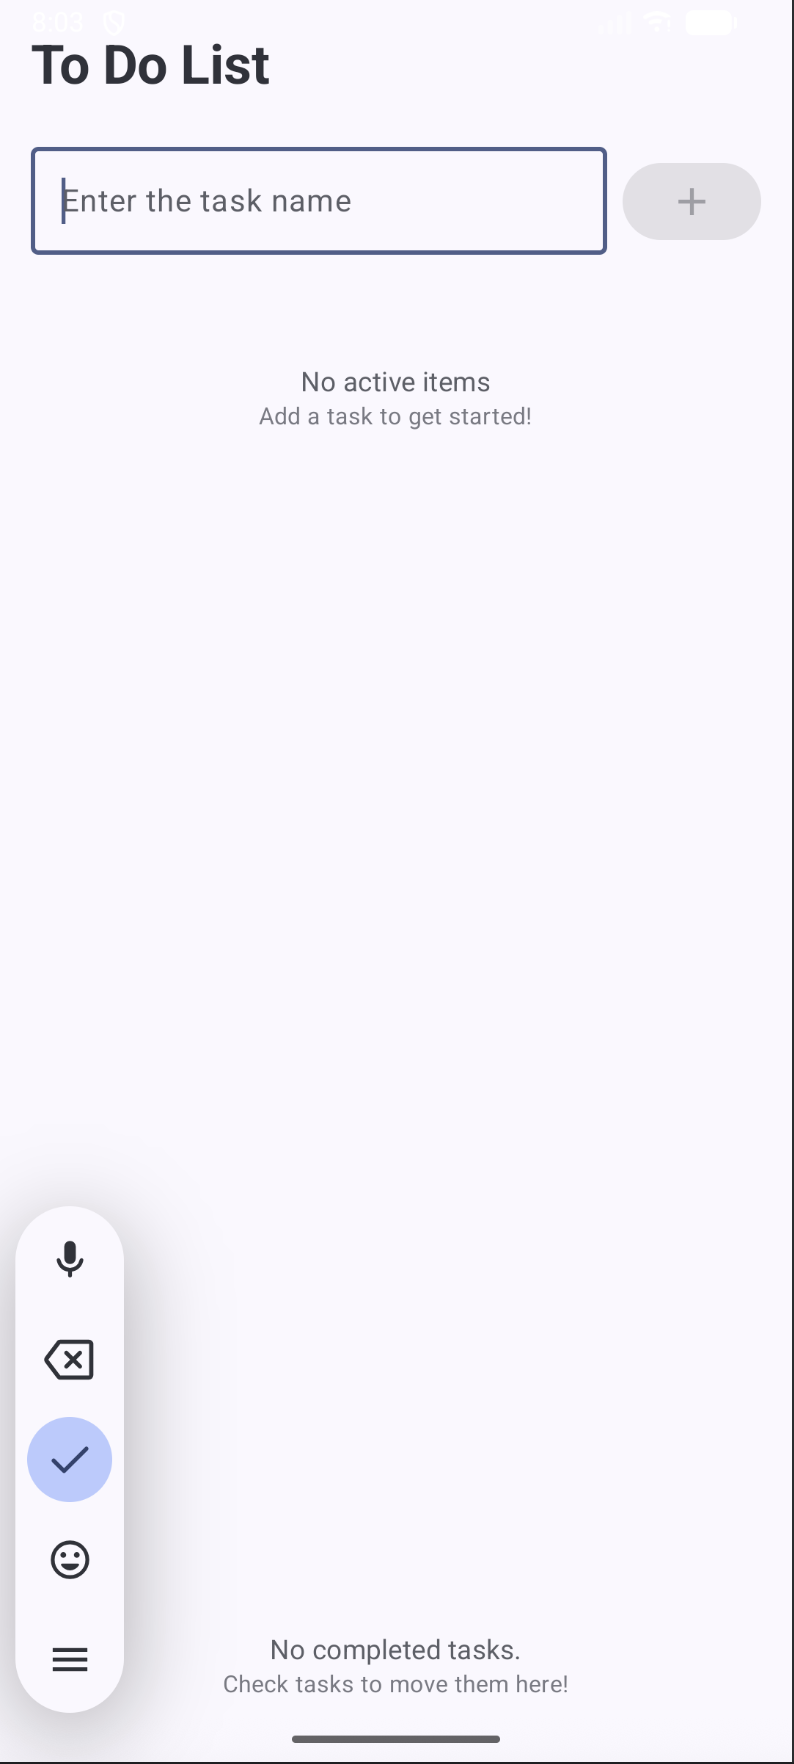 8:03
To Do List
Enter the task name
No active items
Add a task to get started!
No completed tasks.
Check tasks to move them here!